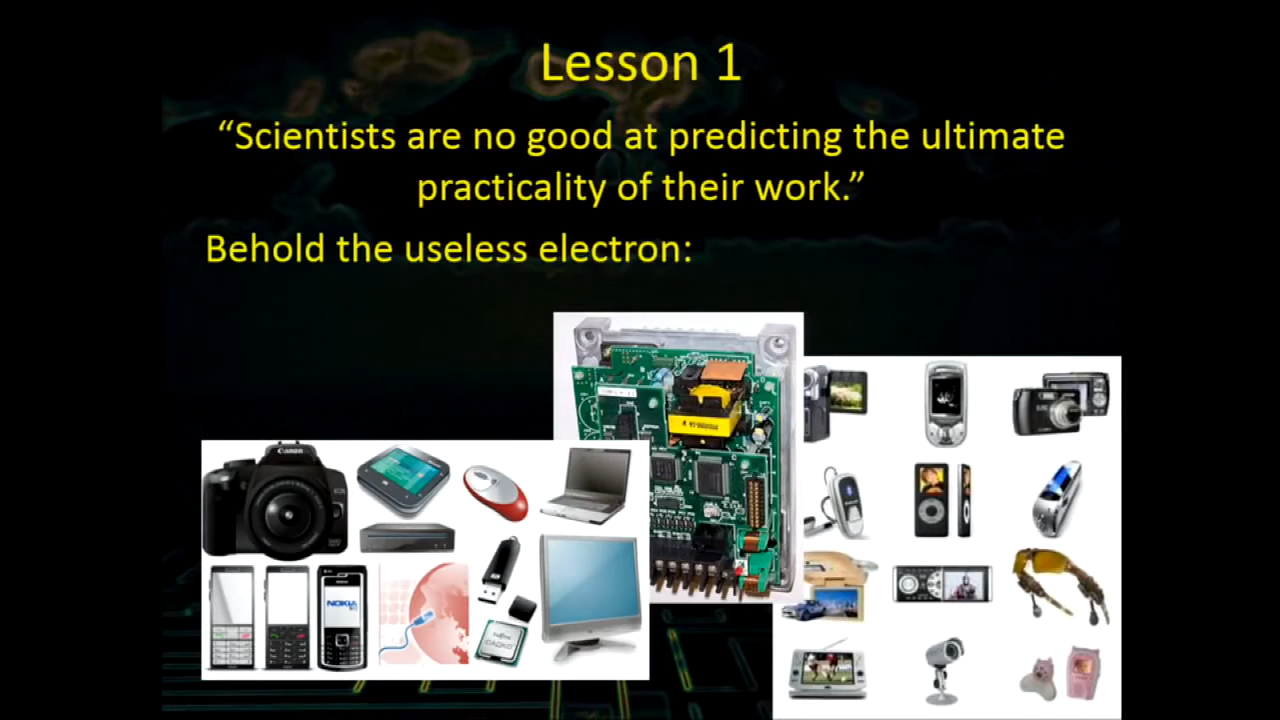 Lesson 1
“Scientists are no good at predicting the ultimate
practicality of their work.”
Behold the useless electron:
Canon
NOKIA